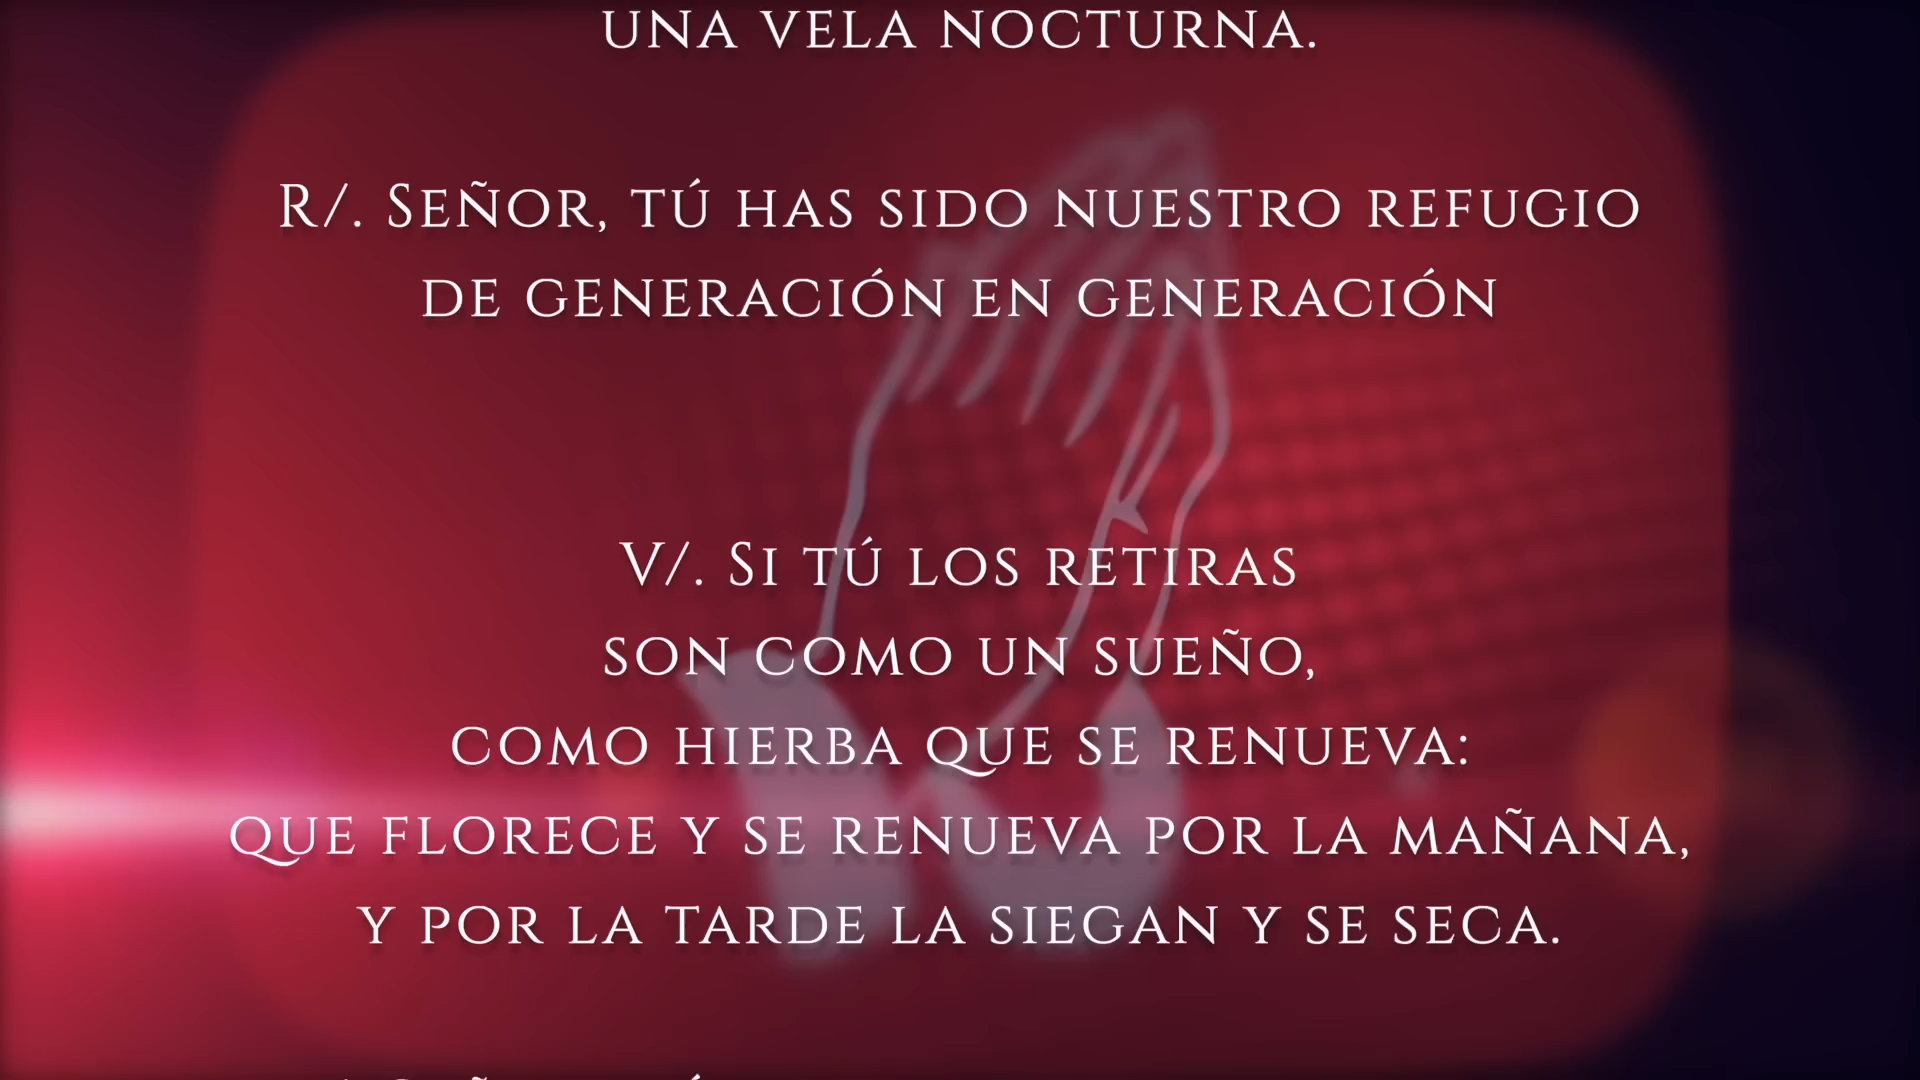 UNA VELA NOCTURNA.
R/. SEÑOR, TÚ HAS SIDO NUESTRO REFUGIO
DE GENERACIÓN EN GENERACIÓN
V/. SI TÚ LOS RETIRAS
SON COMO UN SUEÑO,
COMO HIERBA QUE SE RENUEVA:
QUE FLORECE Y SE RENUEVA POR LA MAÑANA,
Y POR LA TARDE LA SIEGAN Y SE SECA.